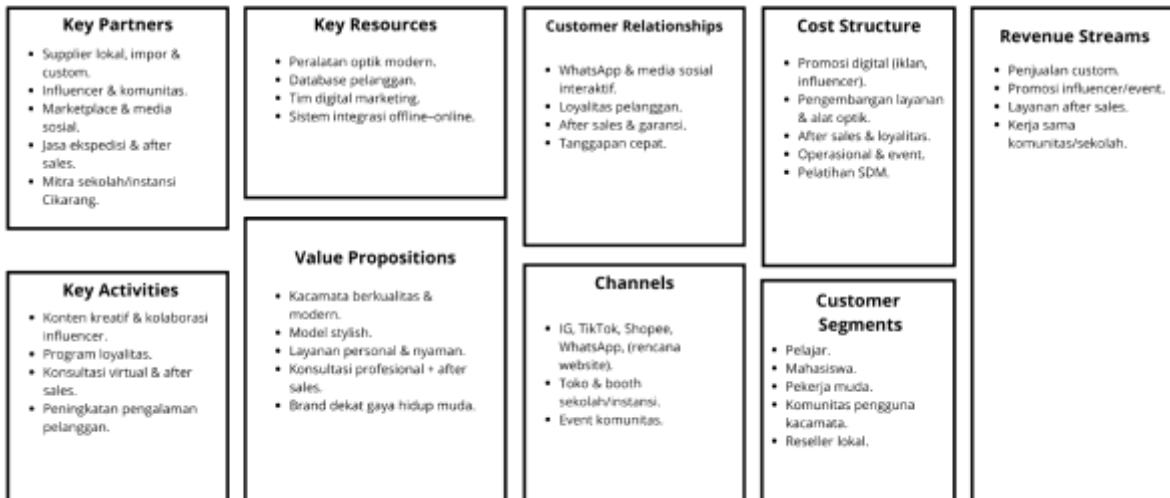 Key Partners
• Supplier lokal, impor &
custom.
• Influencer & komunitas.
• Marketplace & media
sosial.
• Jasa ekspedisi & after
sales.
• Mitra sekolah/instansi
Cikarang.
Key Activities
• Konten kreatif & kolaborasi
influencer.
• Program loyalitas.
• Konsultasi virtual & after
sales.
• Peningkatan pengalaman
pelanggan.
Key Resources
• Peralatan optik modern.
• Database pelanggan.
• Tim digital marketing.
• Sistem integrasi offline–online.
Value Propositions
• Kacamata berkualitas &
modern.
• Model stylish.
• Layanan personal & nyaman.
• Konsultasi profesional + after
sales.
• Brand dekat gaya hidup muda.
Customer Relationships
• WhatsApp & media sosial
interaktif.
• Loyalitas pelanggan.
• After sales & garansi.
• Tanggapan cepat.
Channels
• IG, TikTok, Shopee,
WhatsApp, (rencana
website).
• Toko & booth
sekolah/instansi.
• Event komunitas.
Cost Structure
• Promosi digital (iklan,
influencer).
• Pengembangan layanan
& alat optik.
• After sales & loyalitas.
• Operasional & event.
• Pelatihan SDM.
Customer
Segments
• Pelajar.
• Mahasiswa.
• Pekerja muda.
• Komunitas pengguna
kacamata.
• Reseller lokal.
Revenue Streams
• Penjualan custom.
• Promosi influencer/event.
• Layanan after sales.
• Kerja sama
komunitas/sekolah.